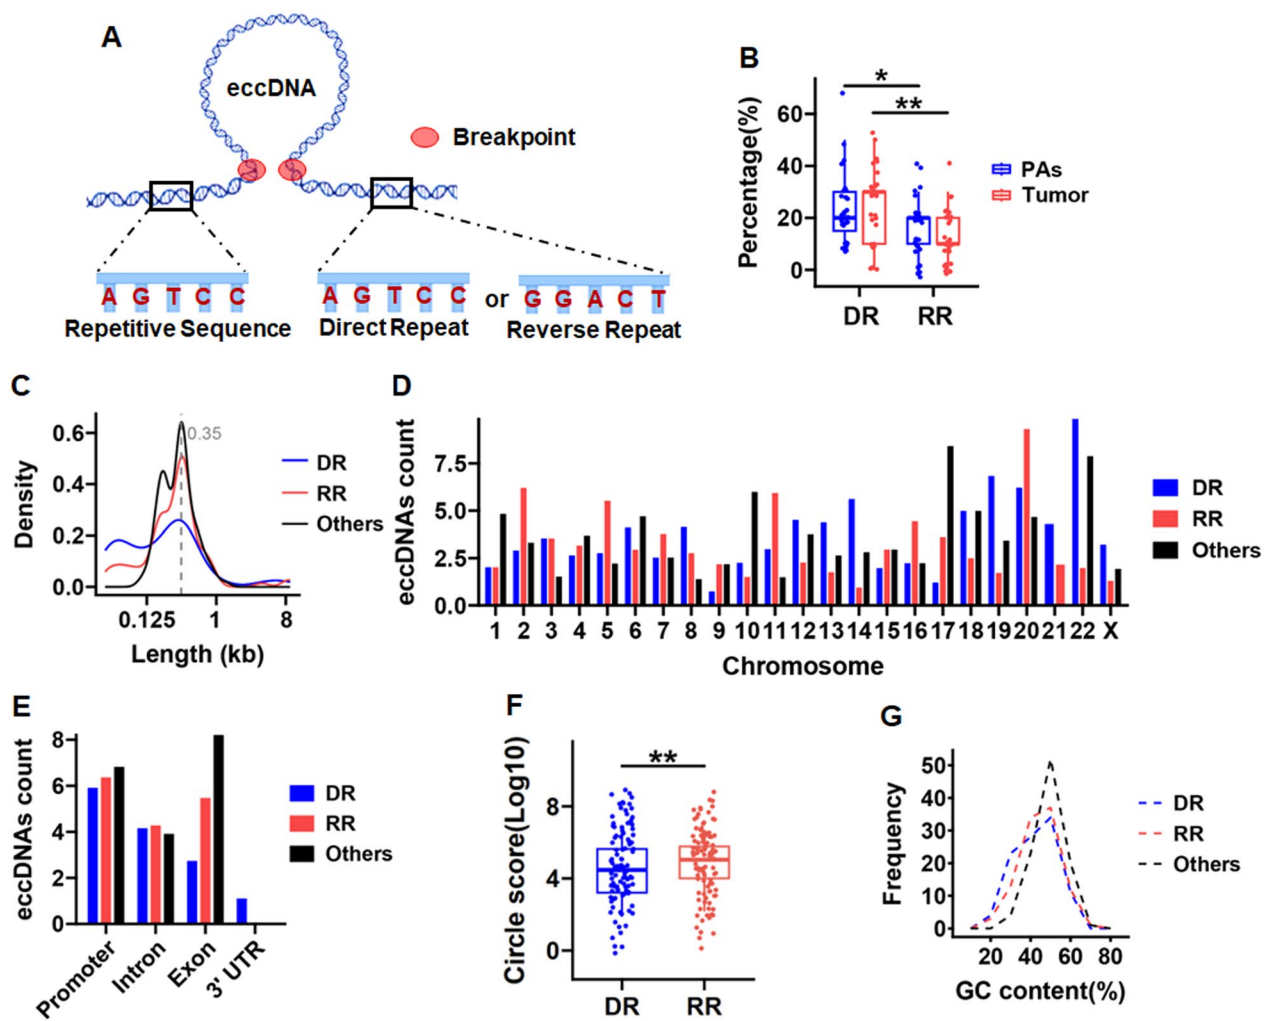 A
eccDNA
Breakpoint
A G T C C
Repetitive Sequence
A G T C C
Direct Repeat
or
G G A C T
Reverse Repeat
B
Percentage(%)
60
40
20
0
*
**
DR
RR
PAs
Tumor
C
Density
0.6
0.4
0.2
0.0
0.35
0.125
1
8
Length (kb)
DR
RR
Others
D
eccDNAs count
7.5
5.0
2.5
0.0
1 2 3 4 5 6 7 8 9 10 11 12 13 14 15 16 17 18 19 20 21 22 X
Chromosome
DR
RR
Others
E
eccDNAs count
8
6
4
2
0
Promoter
Intron
Exon
3' UTR
DR
RR
Others
F
Circle score(Log10)
8
4
0
**
DR
RR
G
Frequency
50
40
30
20
10
0
20 40 60 80
GC content(%)
DR
RR
Others